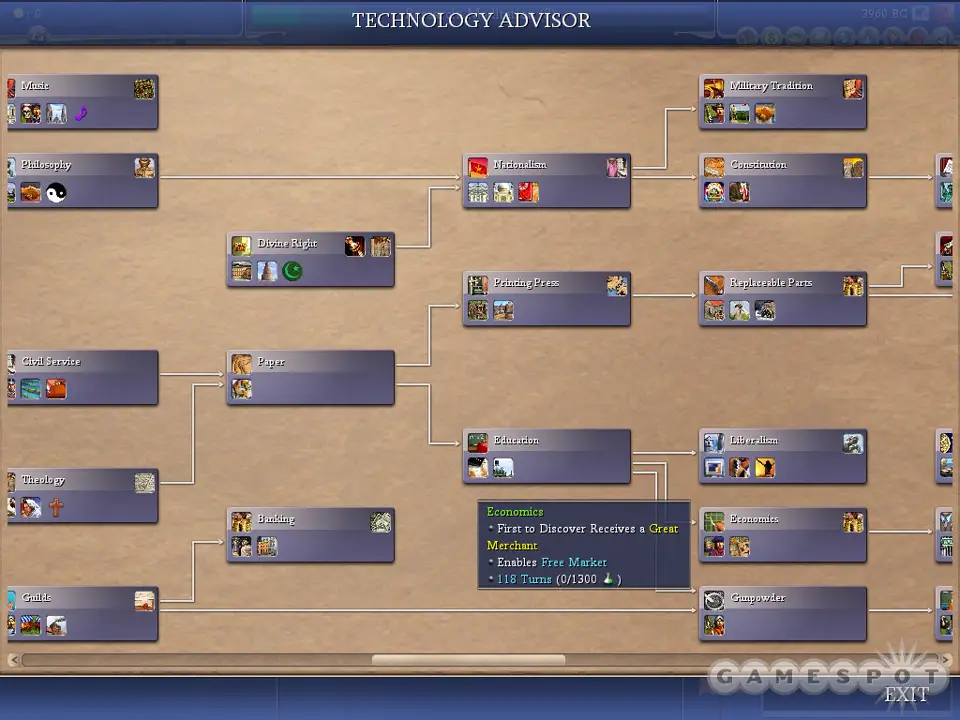 TECHNOLOGY ADVISOR
3960 BC
Music
Military Tradition
Philosophy
Nationalism
Constitution
Divine Right
Printing Press
Replaceable Parts
Civil Service
Paper
Education
Liberalism
Theology
Banking
Economics
Economics
• First to Discover Receives a Great
Merchant
• Enables Free Market
• 118 Turns (0/1300 )
Guilds
Gunpowder
GAMESPOT
EXIT